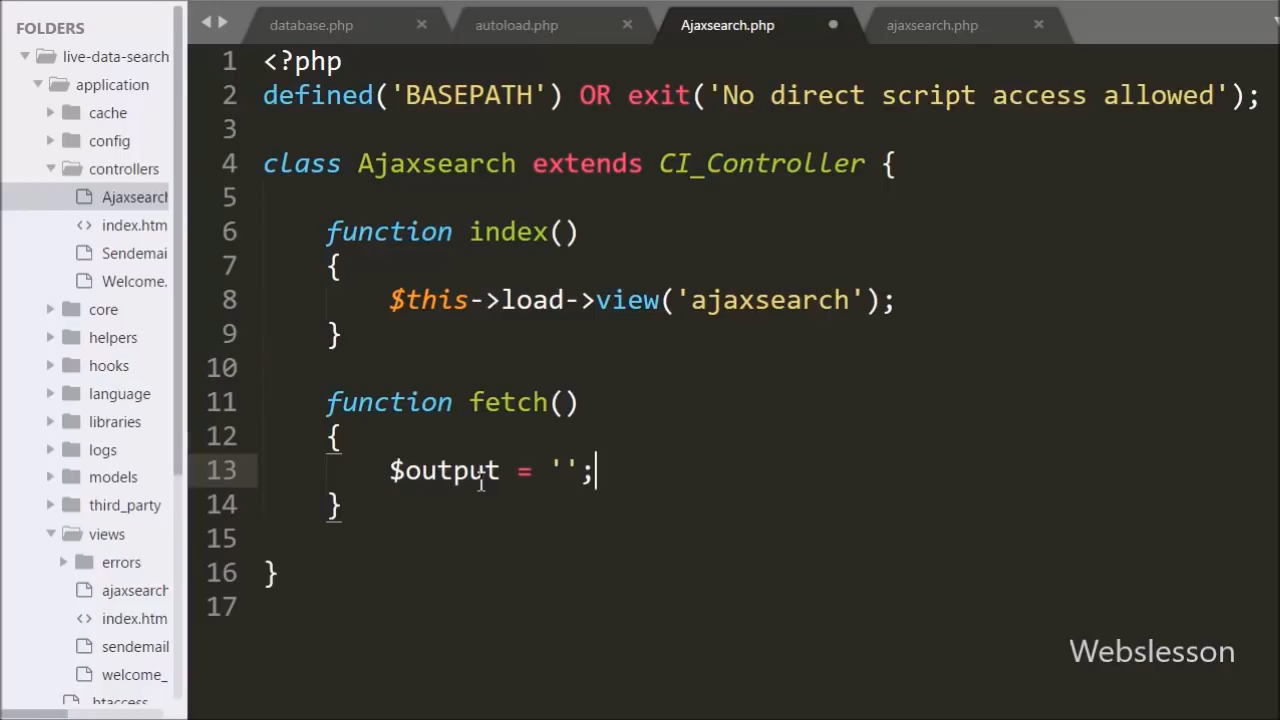 FOLDERS
live-data-search
application
cache
config
controllers
Ajaxsearch
index.htm
Sendemai
Welcome.
core
helpers
hooks
language
libraries
logs
models
third_party
views
errors
ajaxsearch
index.htm
sendemail
welcome_
.htaccess
database.php
autoload.php
Ajaxsearch.php
ajaxsearch.php
1 <?php
2 defined('BASEPATH') OR exit('No direct script access allowed');
3
4 class Ajaxsearch extends CI_Controller {
5
6 function index()
7 {
8 $this->load->view('ajaxsearch');
9 }
10
11 function fetch()
12 {
13 $output = '';
14 }
15
16 }
17
Webslesson